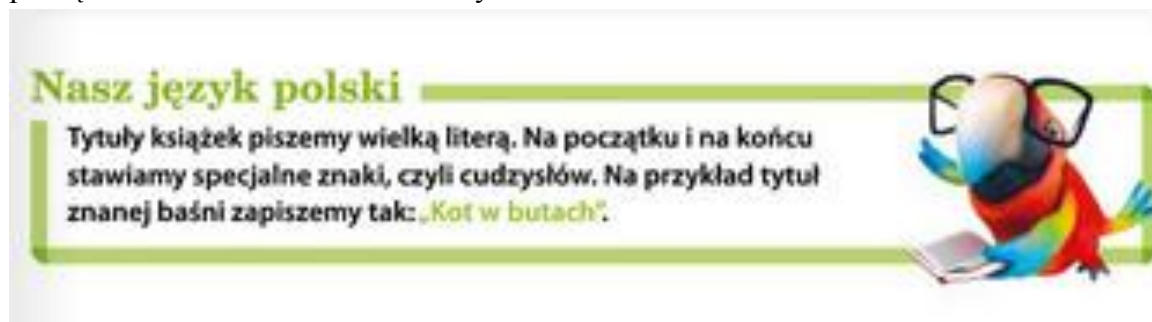 Nasz język polski
Tytuły książek piszemy wielką literą. Na początku i na końcu
stawiamy specjalne znaki, czyli cudzysłów. Na przykład tytuł
znanej baśni zapiszemy tak: „Kot w butach”.